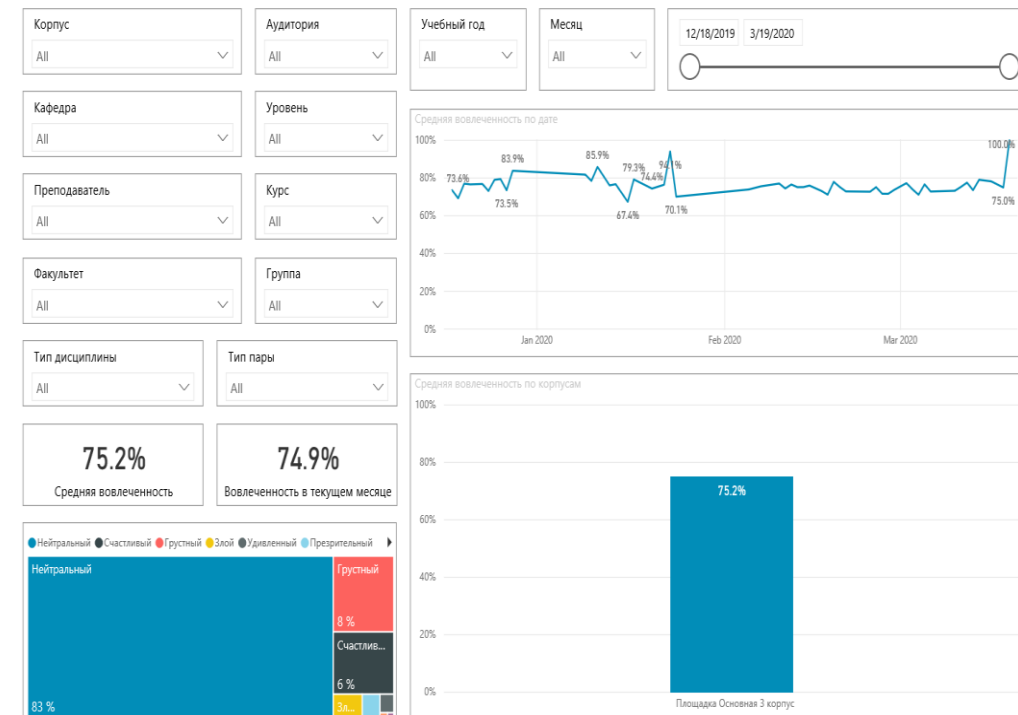 Корпус
All
Аудитория
All
Учебный год
All
Месяц
All
12/18/2019
3/19/2020
Кафедра
All
Уровень
All
Преподаватель
All
Курс
All
Факультет
All
Группа
All
Тип дисциплины
All
Тип пары
All
75.2%
Средняя вовлеченность
74.9%
Вовлеченность в текущем месяце
Нейтральный Счастливый Грустный Злой Удивленный Презрительный
Нейтральный
83 %
Грустный
8 %
Счастлив...
6 %
Зл...
Средняя вовлеченность по дате
100%
80%
60%
40%
20%
0%
73.6%
73.5%
83.9%
85.9%
67.4%
79.3%
74.4%
94.1%
70.1%
100.0%
75.0%
Jan 2020
Feb 2020
Mar 2020
Средняя вовлеченность по корпусам
100%
80%
60%
40%
20%
0%
75.2%
Площадка Основная 3 корпус